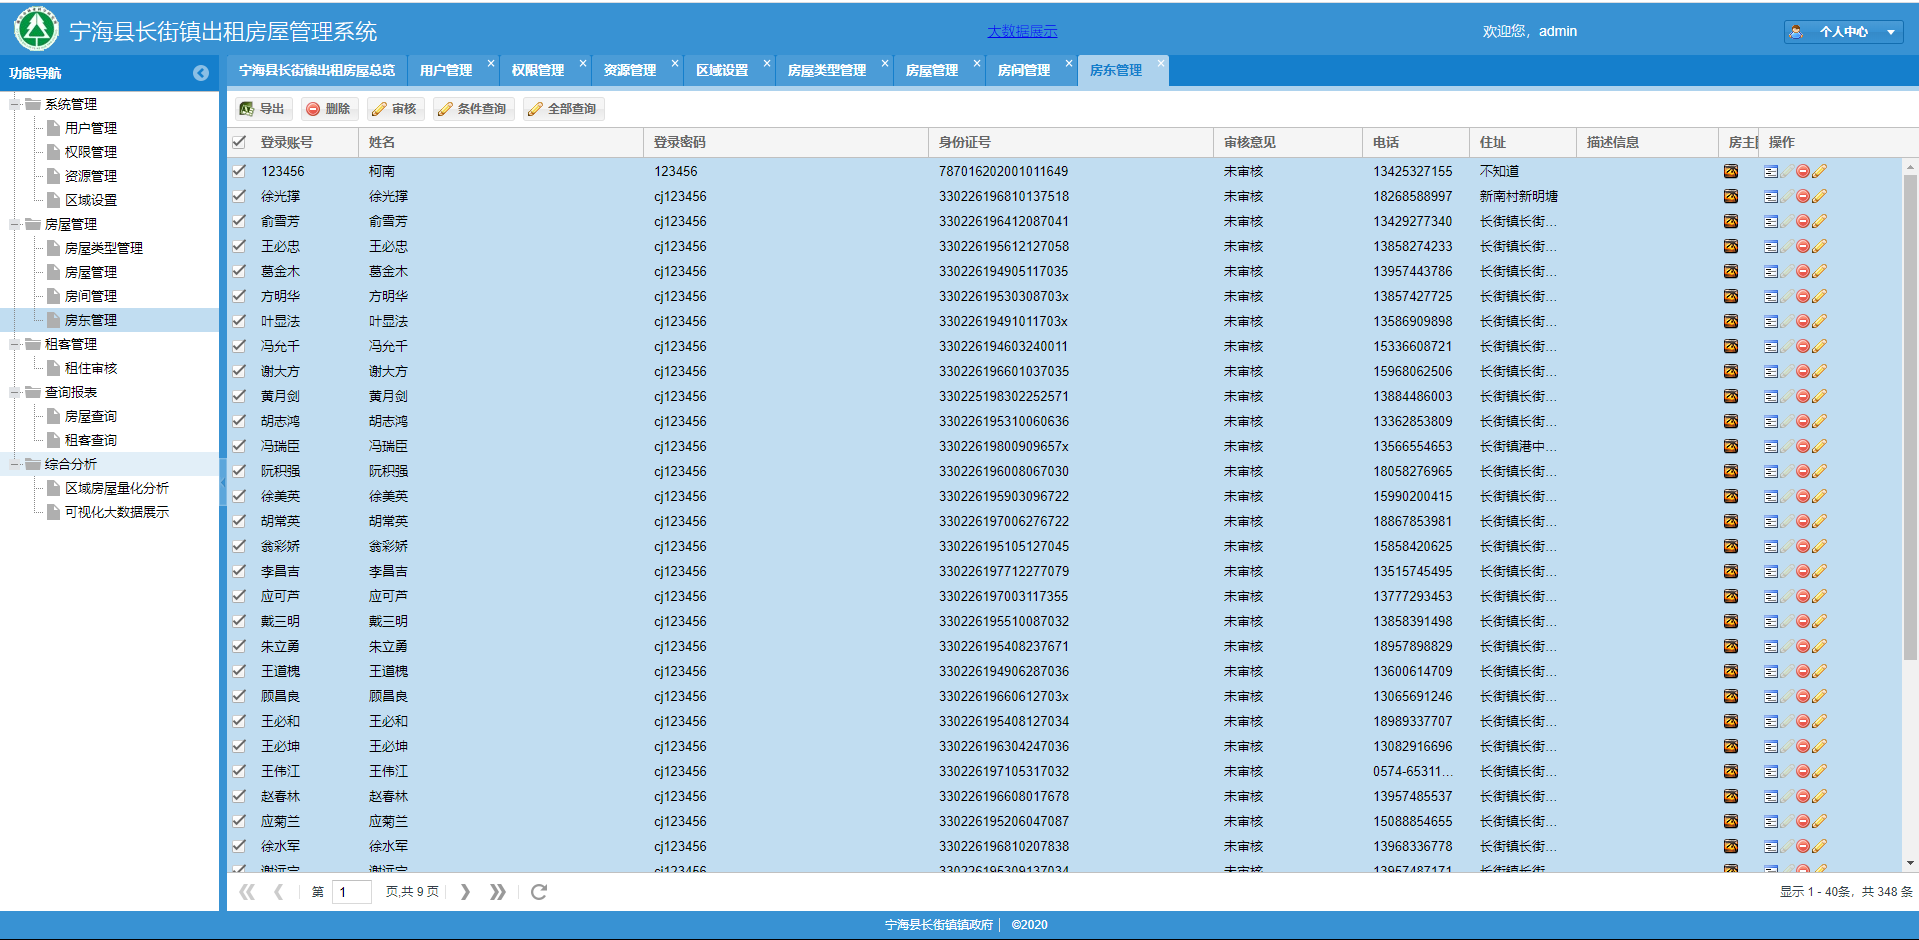 宁海县长街镇出租房屋管理系统
大数据展示
欢迎您，admin
个人中心
功能导航
宁海县长街镇出租房屋总览 用户管理 权限管理 资源管理 区域设置 房屋类型管理 房屋管理 房间管理 房东管理
系统管理
用户管理
权限管理
资源管理
区域设置
房屋管理
房屋类型管理
房屋管理
房间管理
房东管理
租客管理
租住审核
查询报表
房屋查询
租客查询
综合分析
区域房屋量化分析
可视化大数据展示
导出 删除 审核 条件查询 全部查询
登录账号 姓名 登录密码 身份证号 审核意见 电话 住址 描述信息 房主 操作
123456 柯南 123456 787016202001011649 未审核 13425327155 不知道
徐光撑 徐光撑 cj123456 330226196810137518 未审核 18268588997 新南村新明塘
俞雪芳 俞雪芳 cj123456 330226196412087041 未审核 13429277340 长街镇长街...
王必忠 王必忠 cj123456 330226195612127058 未审核 13858274233 长街镇长街...
葛金木 葛金木 cj123456 330226194905117035 未审核 13957443786 长街镇长街...
方明华 方明华 cj123456 33022619530308703x 未审核 13857427725 长街镇长街...
叶显法 叶显法 cj123456 33022619491011703x 未审核 13586909898 长街镇长街...
冯允千 冯允千 cj123456 330226194603240011 未审核 15336608721 长街镇长街...
谢大方 谢大方 cj123456 330226196601037035 未审核 15968062506 长街镇长街...
黄月剑 黄月剑 cj123456 330225198302252571 未审核 13884486003 长街镇长街...
胡志鸿 胡志鸿 cj123456 330226195310060636 未审核 13362853809 长街镇长街...
冯瑞臣 冯瑞臣 cj123456 33022619800909657x 未审核 13566554653 长街镇港中...
阮积强 阮积强 cj123456 330226196008067030 未审核 18058276965 长街镇长街...
徐美英 徐美英 cj123456 330226195903096722 未审核 15990200415 长街镇长街...
胡常英 胡常英 cj123456 330226197006276722 未审核 18867853981 长街镇长街...
翁彩娇 翁彩娇 cj123456 330226195105127045 未审核 15858420625 长街镇长街...
李昌吉 李昌吉 cj123456 330226197712277079 未审核 13515745495 长街镇长街...
应可芦 应可芦 cj123456 330226197003117355 未审核 13777293453 长街镇长街...
戴三明 戴三明 cj123456 330226195510087032 未审核 13858391498 长街镇长街...
朱立勇 朱立勇 cj123456 330226195408237671 未审核 18957898829 长街镇长街...
王道槐 王道槐 cj123456 330226194906287036 未审核 13600614709 长街镇长街...
顾昌良 顾昌良 cj123456 33022619660612703x 未审核 13065691246 长街镇长街...
王必和 王必和 cj123456 330226195408127034 未审核 18989337707 长街镇长街...
王必坤 王必坤 cj123456 330226196304247036 未审核 13082916696 长街镇长街...
王伟江 王伟江 cj123456 330226197105317032 未审核 0574-65311... 长街镇长街...
赵春林 赵春林 cj123456 330226196608017678 未审核 13957485537 长街镇长街...
应菊兰 应菊兰 cj123456 330226195206047087 未审核 15088854655 长街镇长街...
徐水军 徐水军 cj123456 330226196810207838 未审核 13968336778 长街镇长街...
cj123456 330226195309137034 未审核 13957487171 长街镇长街...
第 1 页,共 9 页
显示 1 - 40条，共 348 条
宁海县长街镇镇政府 | ©2020